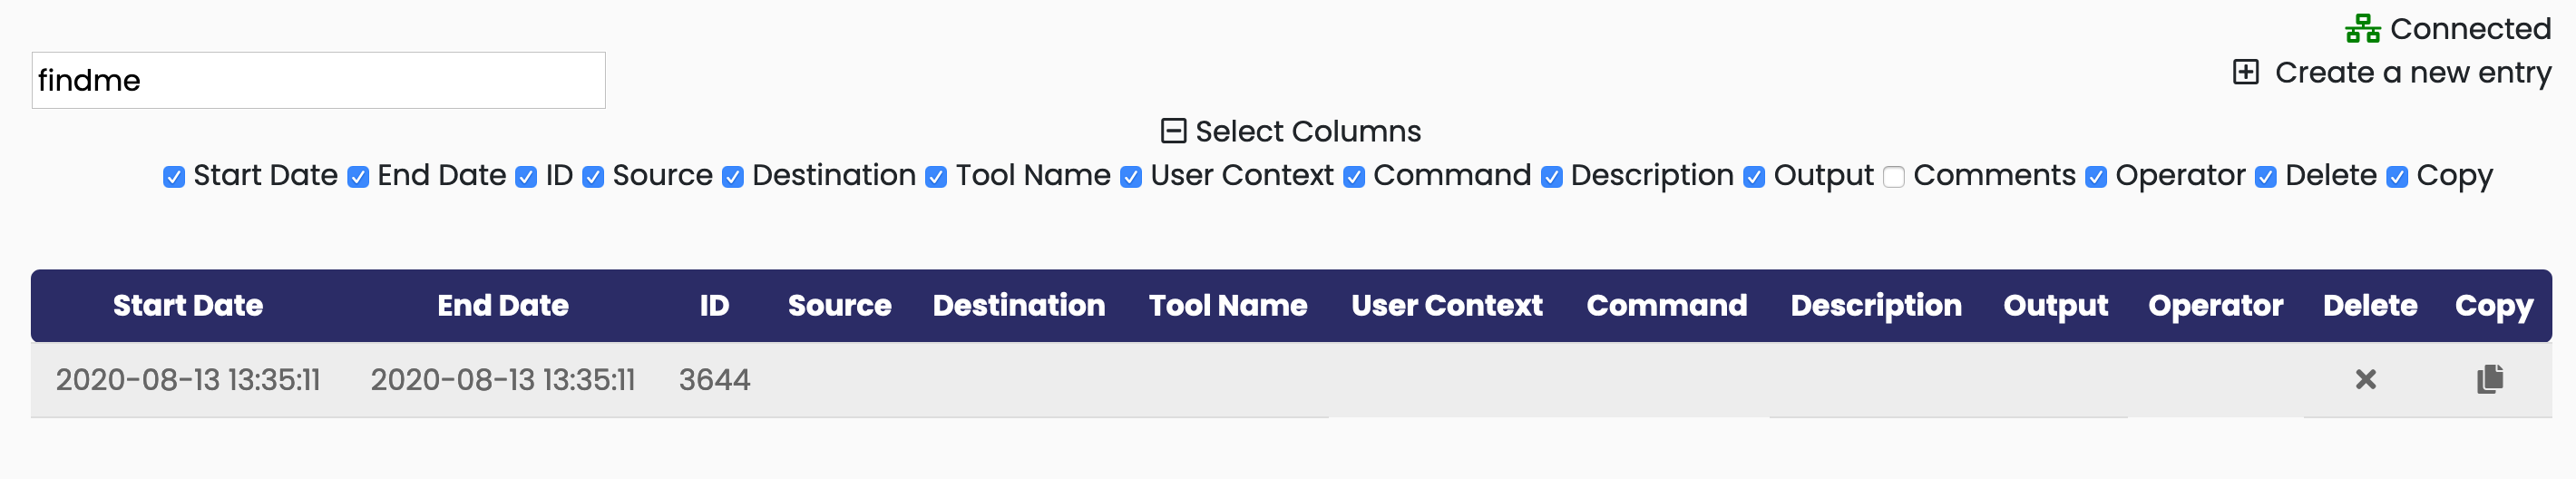 Connected
findme
Create a new entry
Select Columns
Start Date End Date ID Source Destination Tool Name User Context Command Description Output Comments Operator Delete Copy
Start Date End Date ID Source Destination Tool Name User Context Command Description Output Operator Delete Copy
2020-08-13 13:35:11 2020-08-13 13:35:11 3644